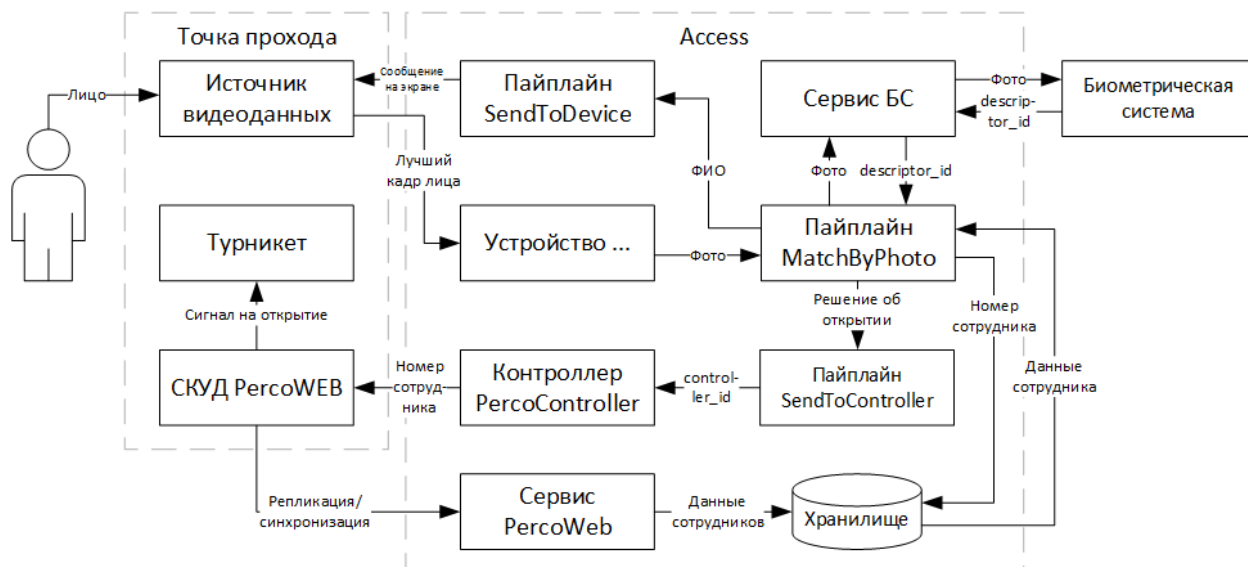 Точка прохода
Access
Лицо
Источник
видеоданных
Сообщение
на экране
Пайплайн
SendToDevice
Сервис БС
Фото
descrip-
tor_id
Биометрическая
система
Лучший
кадр лица
ФИО
Фото
descriptor_id
Турникет
Устройство ...
Фото
Пайплайн
MatchByPhoto
Сигнал на открытие
Решение об
открытии
Номер
сотрудника
Данные
сотрудника
СКУД PercoWEB
Номер
сотруд-
ника
Контроллер
PercoController
control-
ler_id
Пайплайн
SendToController
Репликация/
синхронизация
Сервис
PercoWeb
Данные
сотрудников
Хранилище